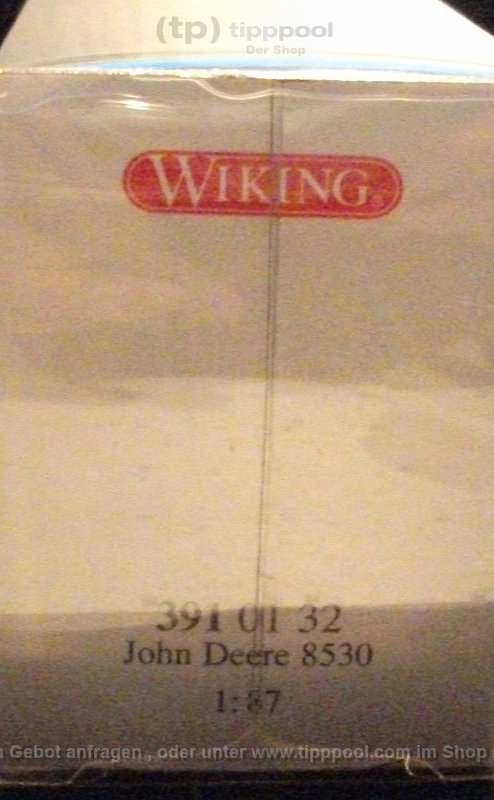 (tp) tipppool
Der Shop
WIKING®
391 01 32
John Deere 8530
1:87
Gebot anfragen , oder unter www.tipppool.com im Shop